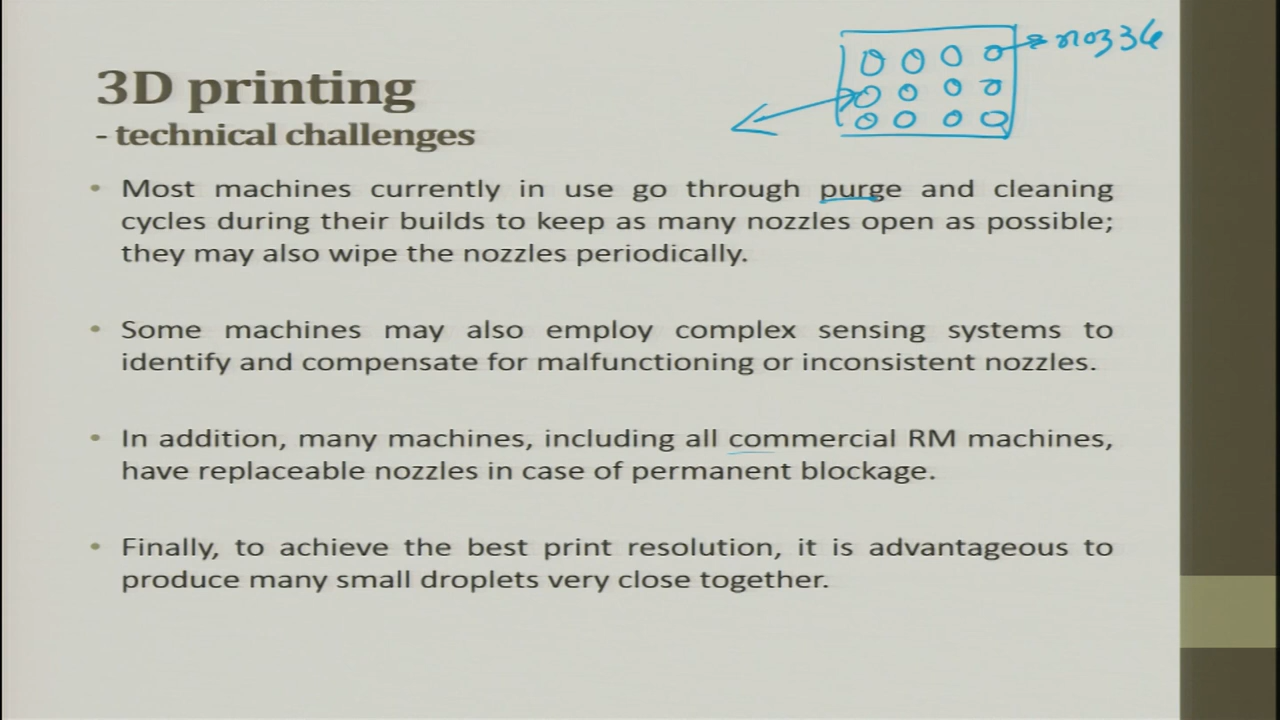 3D printing
- technical challenges
• Most machines currently in use go through purge and cleaning
cycles during their builds to keep as many nozzles open as possible;
they may also wipe the nozzles periodically.
• Some machines may also employ complex sensing systems to
identify and compensate for malfunctioning or inconsistent nozzles.
• In addition, many machines, including all commercial RM machines,
have replaceable nozzles in case of permanent blockage.
• Finally, to achieve the best print resolution, it is advantageous to
produce many small droplets very close together.